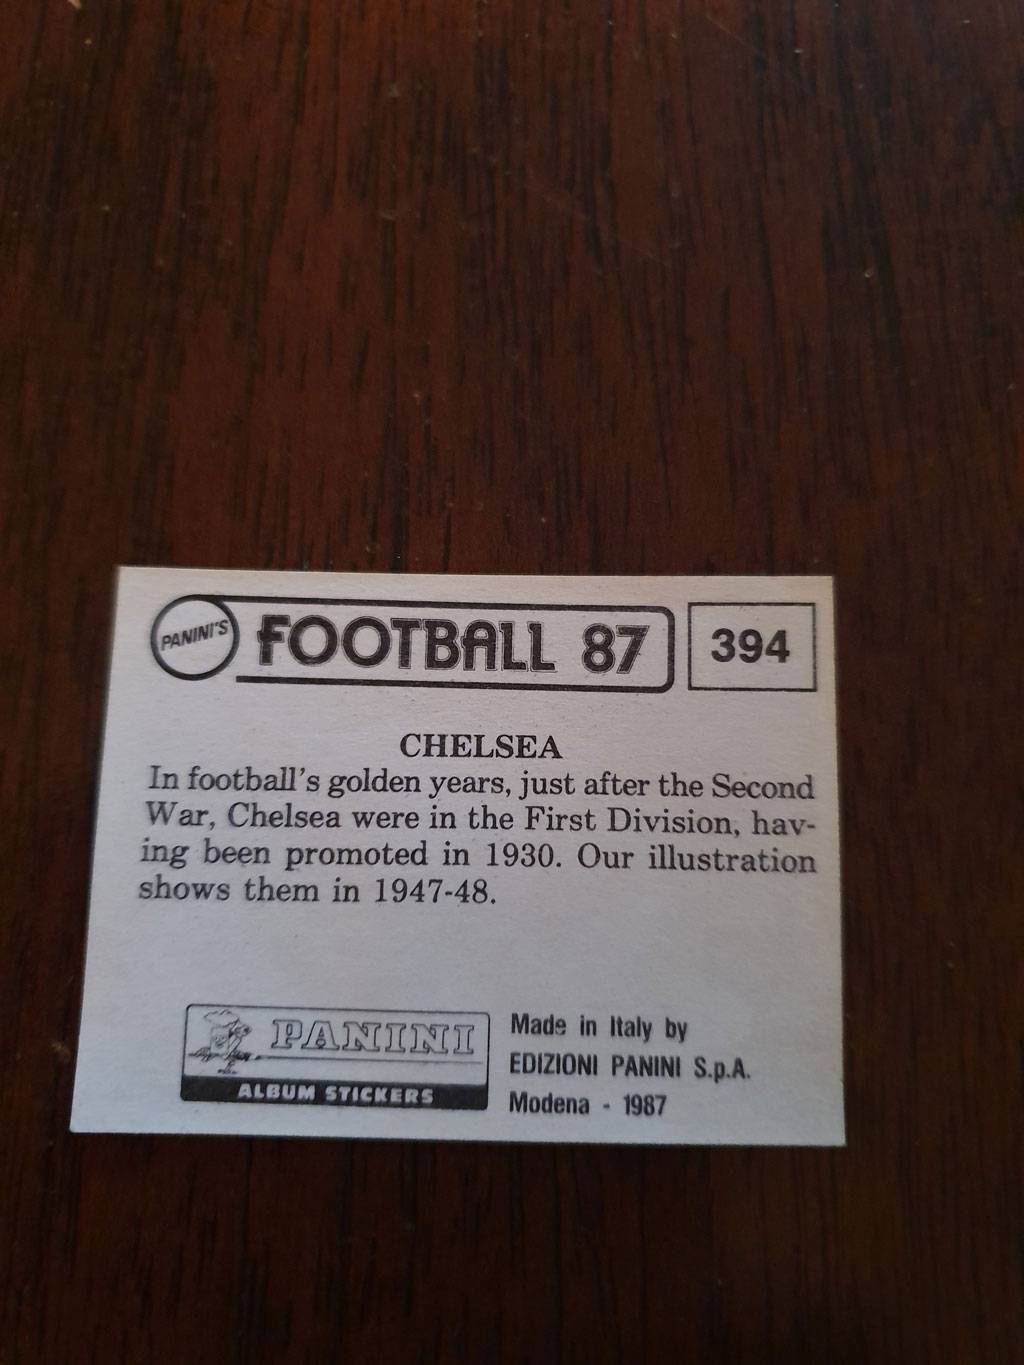 PANINI'S FOOTBALL 87 394
CHELSEA
In football's golden years, just after the Second
War, Chelsea were in the First Division, hav-
ing been promoted in 1930. Our illustration
shows them in 1947-48.
PANINI
ALBUM STICKERS
Made in Italy by
EDIZIONI PANINI S.p.A.
Modena - 1987